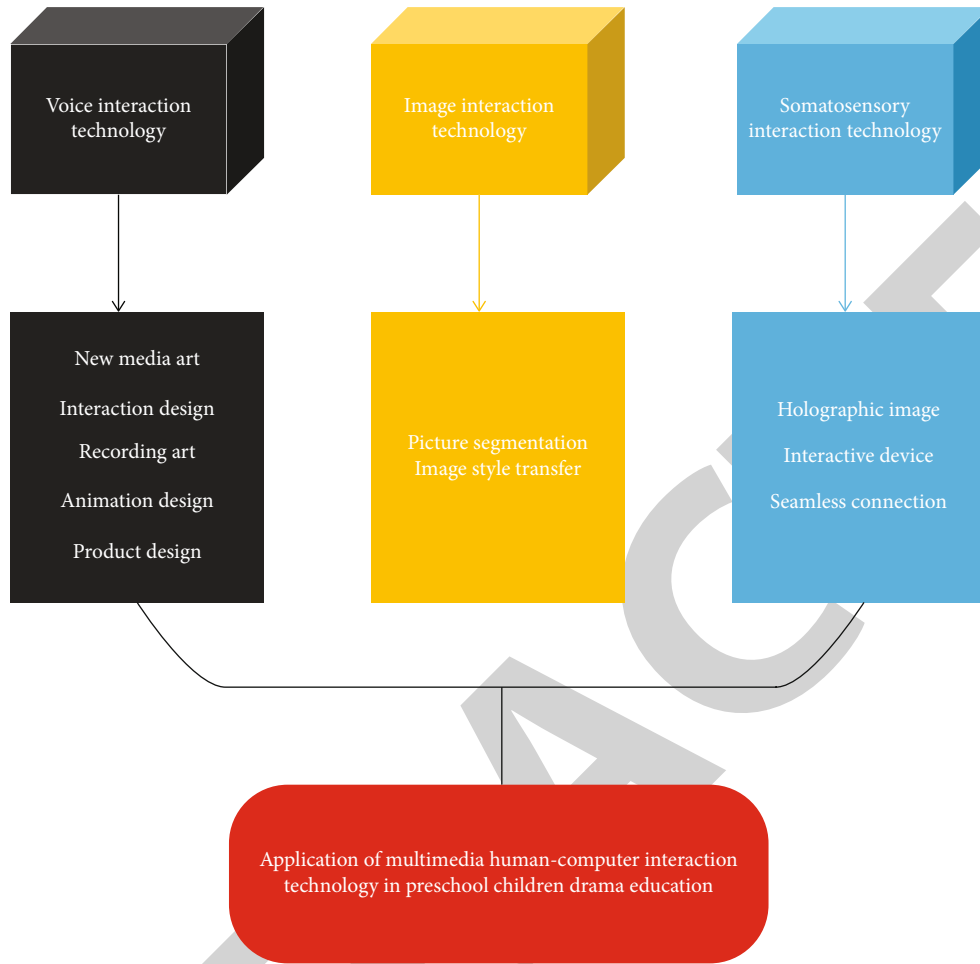 Voice interaction
technology
Image interaction
technology
Somatosensory
interaction technology
New media art
Interaction design
Recording art
Animation design
Product design
Picture segmentation
Image style transfer
Holographic image
Interactive device
Seamless connection
Application of multimedia human-computer interaction
technology in preschool children drama education